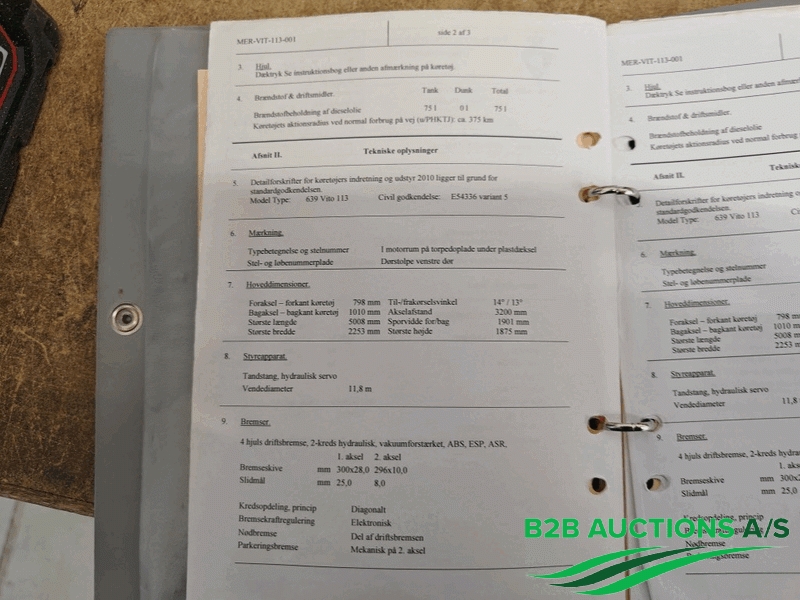 MER-VIT-113-001
side 2 af 3
3. Hjul.
Dæktryk Se instruktionsbog eller anden afmærkning på køretøj.
4. Brændstof & driftsmidler. Tank Dunk Total
Brændstofbeholdning af dieselolie 75 l 0 l 75 l
Køretøjets aktionsradius ved normal forbrug på vej (u/PHKTJ): ca. 375 km
Afsnit II. Tekniske oplysninger
5. Detailforskrifter for køretøjers indretning og udstyr 2010 ligger til grund for
standardgodkendelsen.
Model Type: 639 Vito 113 Civil godkendelse: E54336 variant 5
6. Mærkning.
Typebetegnelse og stelnummer I motorrum på torpedoplade under plastdæksel
Stel- og løbenummerplade Dørstolpe venstre dør
7. Hoveddimensioner.
Foraksel – forkant køretøj 798 mm Til-/frakørselsvinkel 14° / 13°
Bagaksel – bagkant køretøj 1010 mm Akselafstand 3200 mm
Største længde 5008 mm Sporvidde for/bag 1901 mm
Største bredde 2253 mm Største højde 1875 mm
8. Styreapparat.
Tandstang, hydraulisk servo
Vendediameter 11,8 m
9. Bremser.
4 hjuls driftsbremse, 2-kreds hydraulisk, vakuumforstærket, ABS, ESP, ASR.
1. aksel 2. aksel
Bremseskive mm 300x28,0 296x10,0
Slidmål mm 25,0 8,0
Kredsopdeling, princip Diagonalt
Bremsekraftregulering Elektronisk
Nødbremse Del af driftsbremsen
Parkeringsbremse Mekanisk på 2. aksel
MER-VIT-113-001
3. Hjul.
Dæktryk Se instruktionsbog eller anden afmærkning
4. Brændstof & driftsmidler.
Brændstofbeholdning af dieselolie
Køretøjets aktionsradius ved normal forbrug
Afsnit II.
5. Detailforskrifter for køretøjers indretning
standardgodkendelsen.
Model Type: 639 Vito 113
6. Mærkning.
Typebetegnelse og stelnummer
Stel- og løbenummerplade
7. Hoveddimensioner.
Foraksel – forkant køretøj 798 mm
Bagaksel – bagkant køretøj 1010 m
Største længde 5008 m
Største bredde 2253 m
8. Styreapparat.
Tandstang, hydraulisk servo
Vendediameter 11,8
9. Bremser.
4 hjuls driftsbremse, 2-kreds hydra
1. aks
Bremseskive mm 300x2
Slidmål mm 25,0
Kredsopdeling, princip
Nødbremse
Parkeringsbremse
B2B AUCTIONS A/S